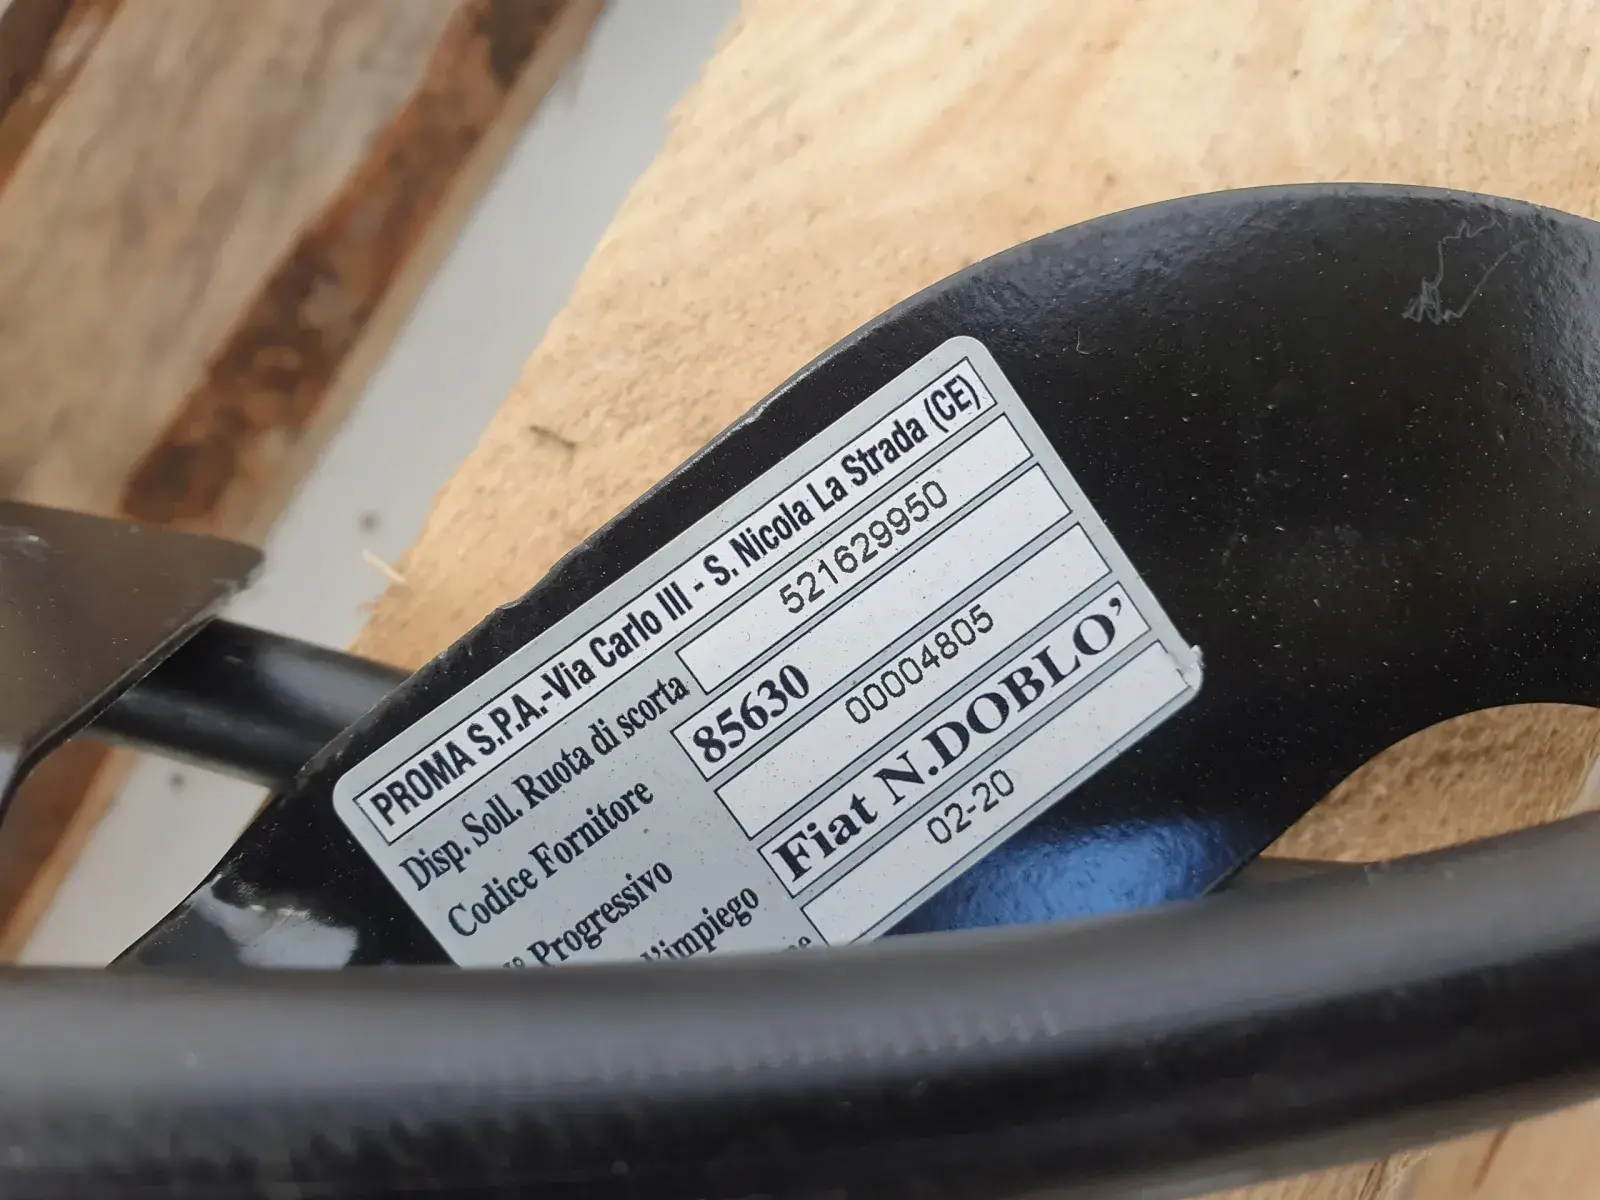 PROMA S.P.A.-Via Carlo III - S. Nicola La Strada (CE)
Disp. Soll. Ruota di scorta 521629950
Codice Fornitore 85630
Progressivo 00004805
l'impiego Fiat N.DOBLO'
02-20